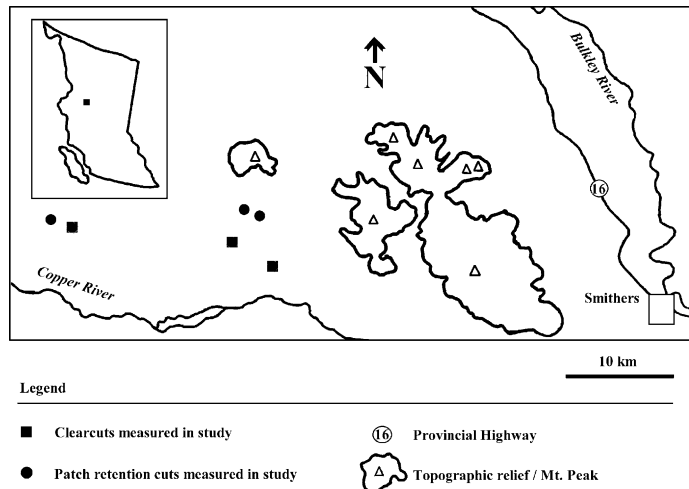 N
Bulkley River
16
Copper River
Smithers
10 km
Legend
Clearcuts measured in study
16 Provincial Highway
Patch retention cuts measured in study
Topographic relief / Mt. Peak